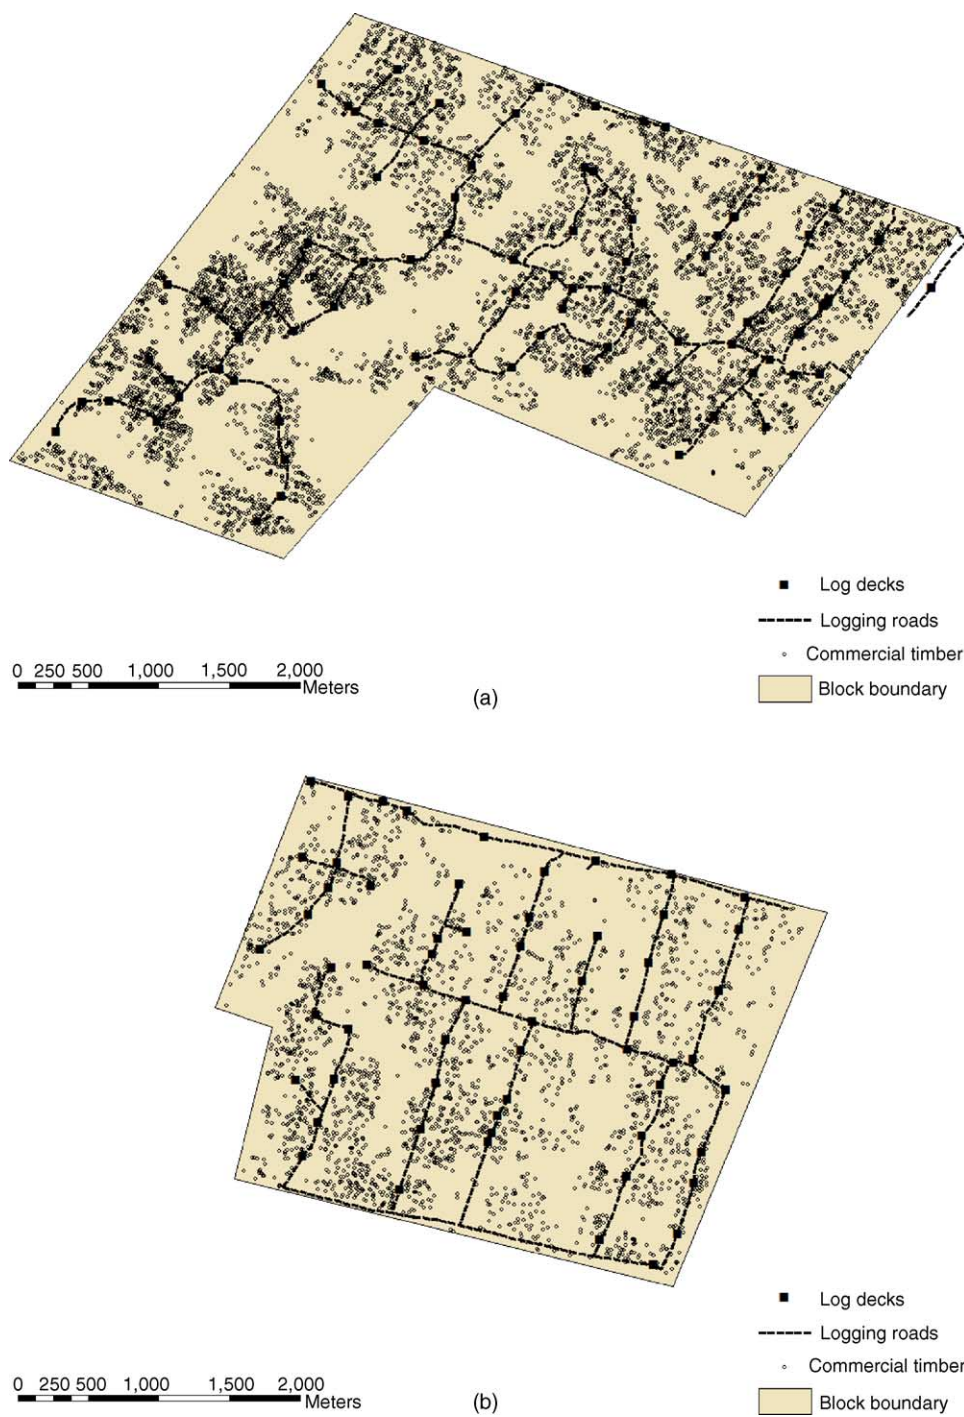 Log decks
Logging roads
Commercial timber
Block boundary
0 250 500 1,000 1,500 2,000
Meters
(a)
Log decks
Logging roads
Commercial timber
Block boundary
0 250 500 1,000 1,500 2,000
Meters
(b)